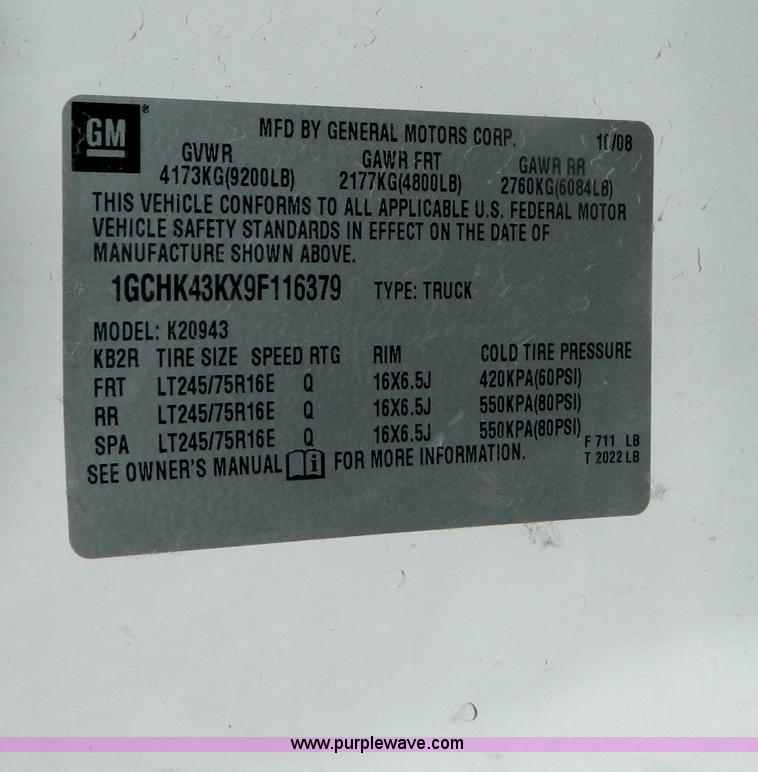 GM ®
MFD BY GENERAL MOTORS CORP. 10/08
GVWR GAWR FRT GAWR RR
4173KG(9200LB) 2177KG(4800LB) 2760KG(6084LB)
THIS VEHICLE CONFORMS TO ALL APPLICABLE U.S. FEDERAL MOTOR
VEHICLE SAFETY STANDARDS IN EFFECT ON THE DATE OF
MANUFACTURE SHOWN ABOVE.
1GCHK43KX9F116379 TYPE: TRUCK
MODEL: K20943
KB2R TIRE SIZE SPEED RTG RIM COLD TIRE PRESSURE
FRT LT245/75R16E Q 16X6.5J 420KPA(60PSI)
RR LT245/75R16E Q 16X6.5J 550KPA(80PSI)
SPA LT245/75R16E Q 16X6.5J 550KPA(80PSI)
F 711 LB
SEE OWNER'S MANUAL i FOR MORE INFORMATION. T 2022 LB
www.purplewave.com